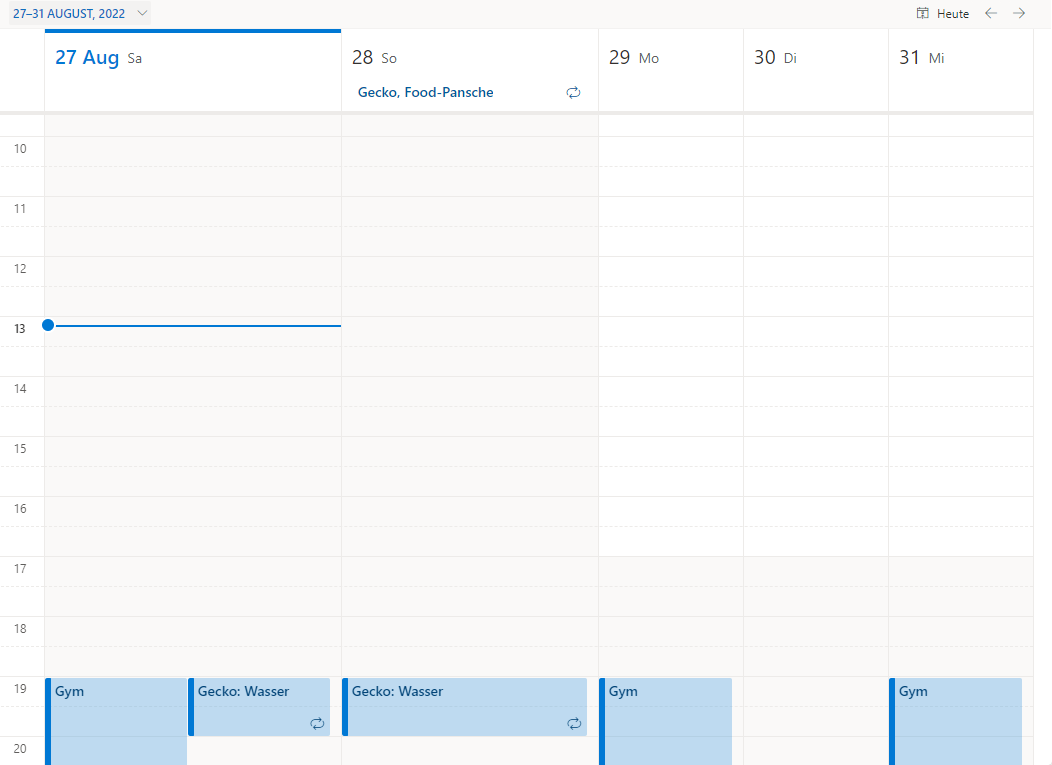 27–31 AUGUST, 2022
Heute
27 Aug Sa
28 So
29 Mo
30 Di
31 Mi
Gecko, Food-Pansche
10
11
12
13
14
15
16
17
18
19
Gym
Gecko: Wasser
Gecko: Wasser
Gym
Gym
20